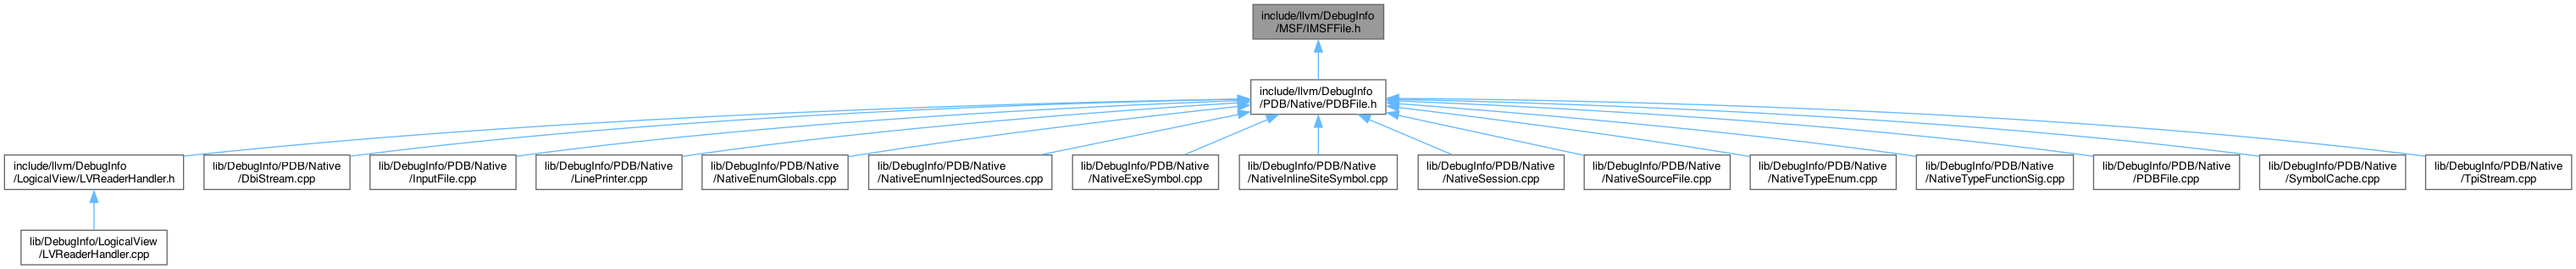 include/llvm/DebugInfo
/MSF/IMSFFile.h
include/llvm/DebugInfo
/PDB/Native/PDBFile.h
include/llvm/DebugInfo
/LogicalView/LVReaderHandler.h
lib/DebugInfo/PDB/Native
/DbiStream.cpp
lib/DebugInfo/PDB/Native
/InputFile.cpp
lib/DebugInfo/PDB/Native
/LinePrinter.cpp
lib/DebugInfo/PDB/Native
/NativeEnumGlobals.cpp
lib/DebugInfo/PDB/Native
/NativeEnumInjectedSources.cpp
lib/DebugInfo/PDB/Native
/NativeExeSymbol.cpp
lib/DebugInfo/PDB/Native
/NativeInlineSiteSymbol.cpp
lib/DebugInfo/PDB/Native
/NativeSession.cpp
lib/DebugInfo/PDB/Native
/NativeSourceFile.cpp
lib/DebugInfo/PDB/Native
/NativeTypeEnum.cpp
lib/DebugInfo/PDB/Native
/NativeTypeFunctionSig.cpp
lib/DebugInfo/PDB/Native
/PDBFile.cpp
lib/DebugInfo/PDB/Native
/SymbolCache.cpp
lib/DebugInfo/PDB/Native
/TpiStream.cpp
lib/DebugInfo/LogicalView
/LVReaderHandler.cpp